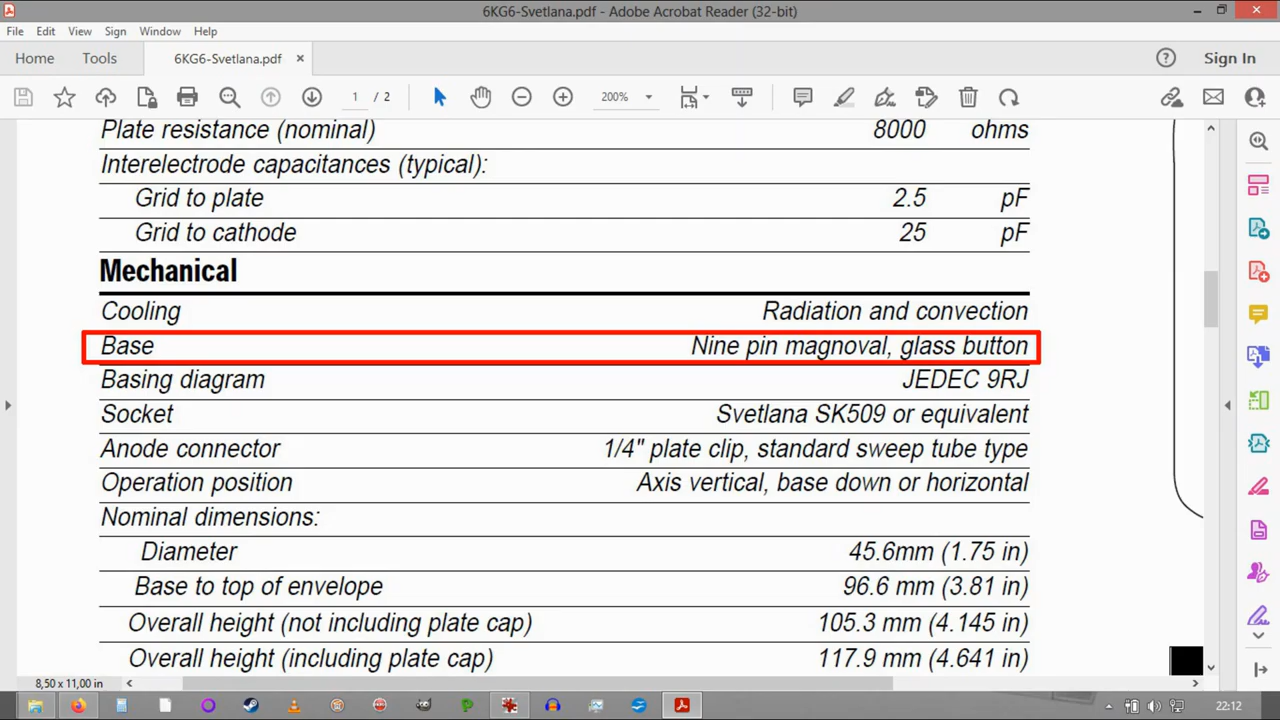 6KG6-Svetlana.pdf - Adobe Acrobat Reader (32-bit)
File Edit View Sign Window Help
Home Tools 6KG6-Svetlana.pdf × Sign In
1 / 2 200%
Plate resistance (nominal) 8000 ohms
Interelectrode capacitances (typical):
Grid to plate 2.5 pF
Grid to cathode 25 pF
Mechanical
Cooling Radiation and convection
Base Nine pin magnoval, glass button
Basing diagram JEDEC 9RJ
Socket Svetlana SK509 or equivalent
Anode connector 1/4" plate clip, standard sweep tube type
Operation position Axis vertical, base down or horizontal
Nominal dimensions:
Diameter 45.6mm (1.75 in)
Base to top of envelope 96.6 mm (3.81 in)
Overall height (not including plate cap) 105.3 mm (4.145 in)
Overall height (including plate cap) 117.9 mm (4.641 in)
8,50 x 11,00 in
22:12